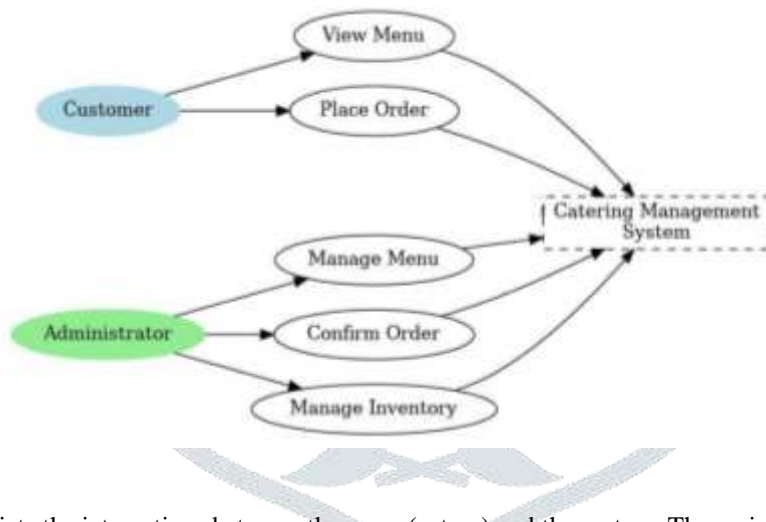 View Menu
Customer
Place Order
Catering Management
System
Manage Menu
Administrator
Confirm Order
Manage Inventory